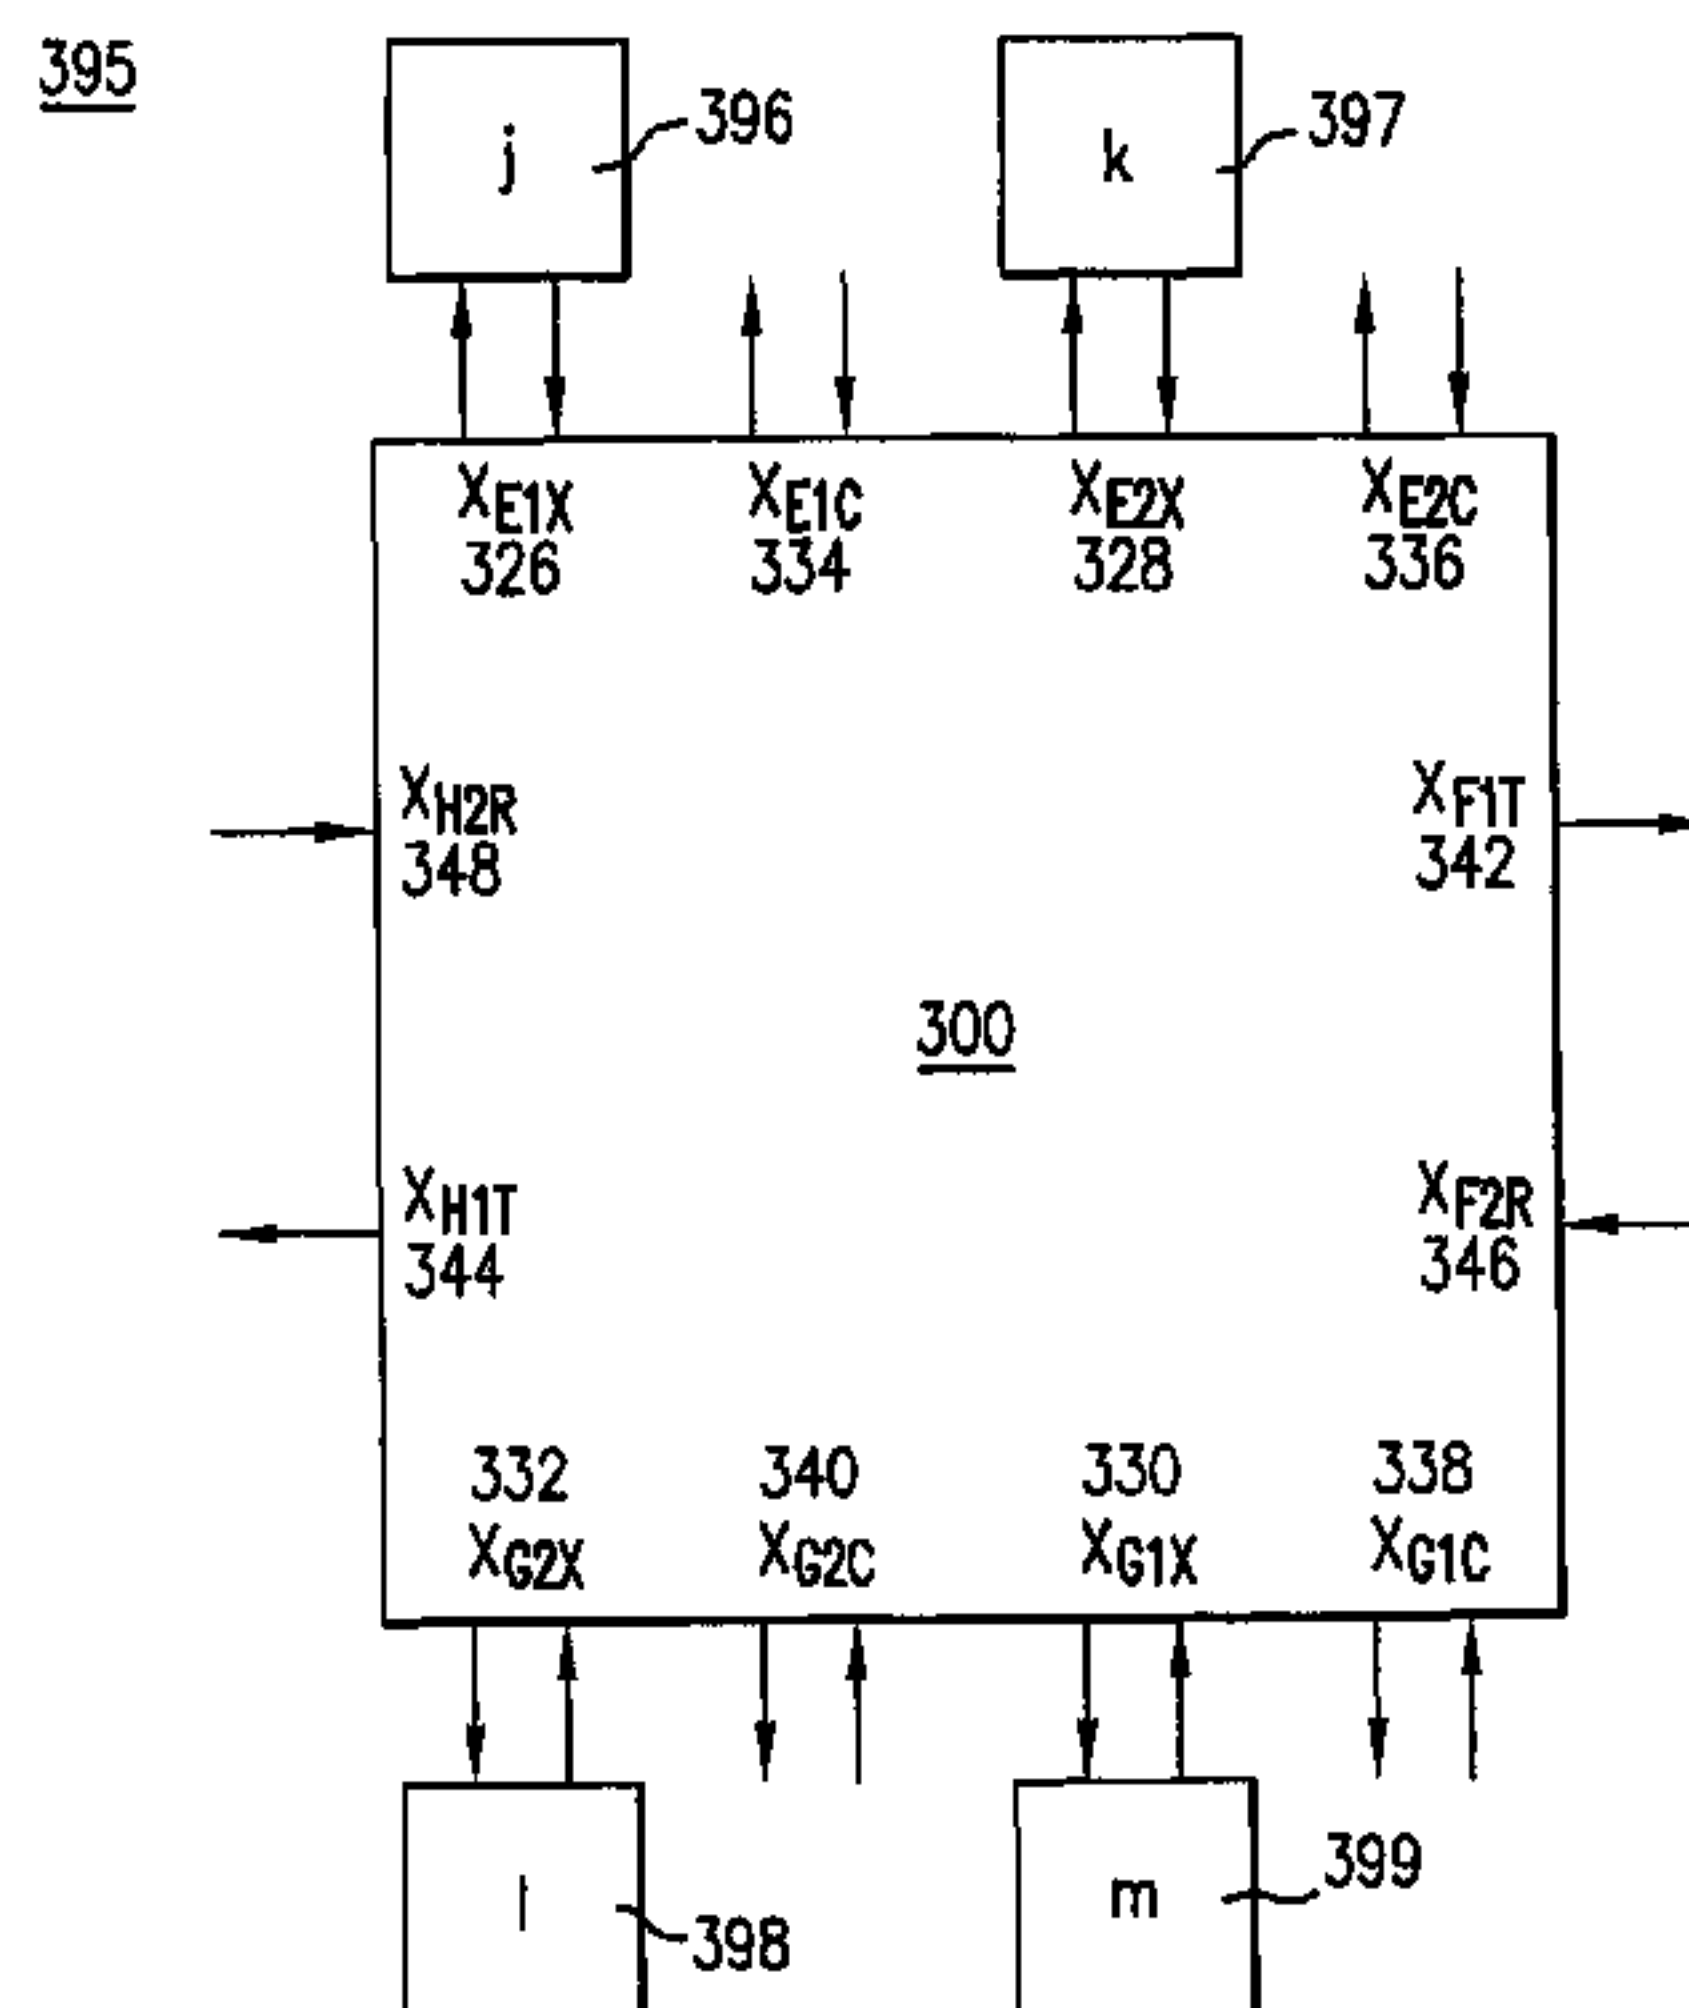 395
j
396
k
397
XE1X
326
XE1C
334
XE2X
328
XE2C
336
XH2R
348
XF1T
342
300
XH1T
344
XF2R
346
332
XG2X
340
XG2C
330
XG1X
338
XG1C
l
398
m
399